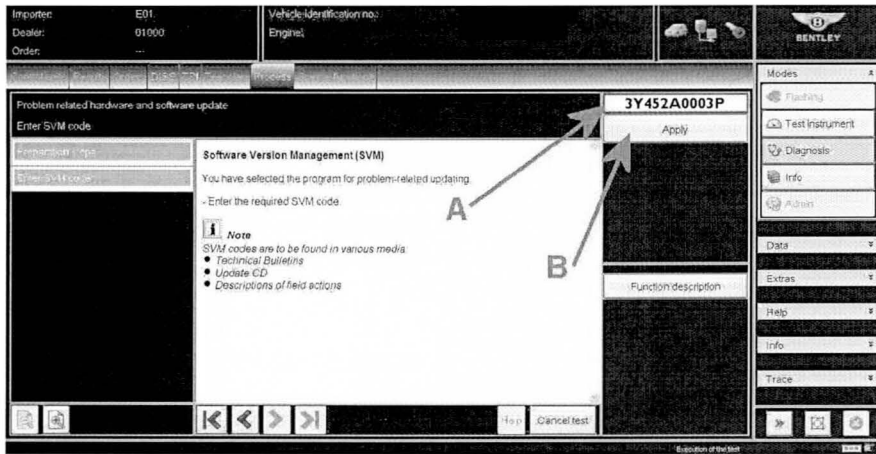 Importer: E01
Dealer: 01000
Order: ---
Vehicle identification no.:
Engine:
BENTLEY
Process
Problem related hardware and software update
Enter SVM code
3Y452A0003P
Apply
Software Version Management (SVM)
You have selected the program for problem-related updating.
- Enter the required SVM code.
Note
SVM codes are to be found in various media:
• Technical Bulletins
• Update CD
• Descriptions of field actions
A
B
Function description
Help
Cancel test
Modes
Flashing
Test instrument
Diagnosis
Info
Admin
Data
Extras
Help
Info
Trace
Execution of the test